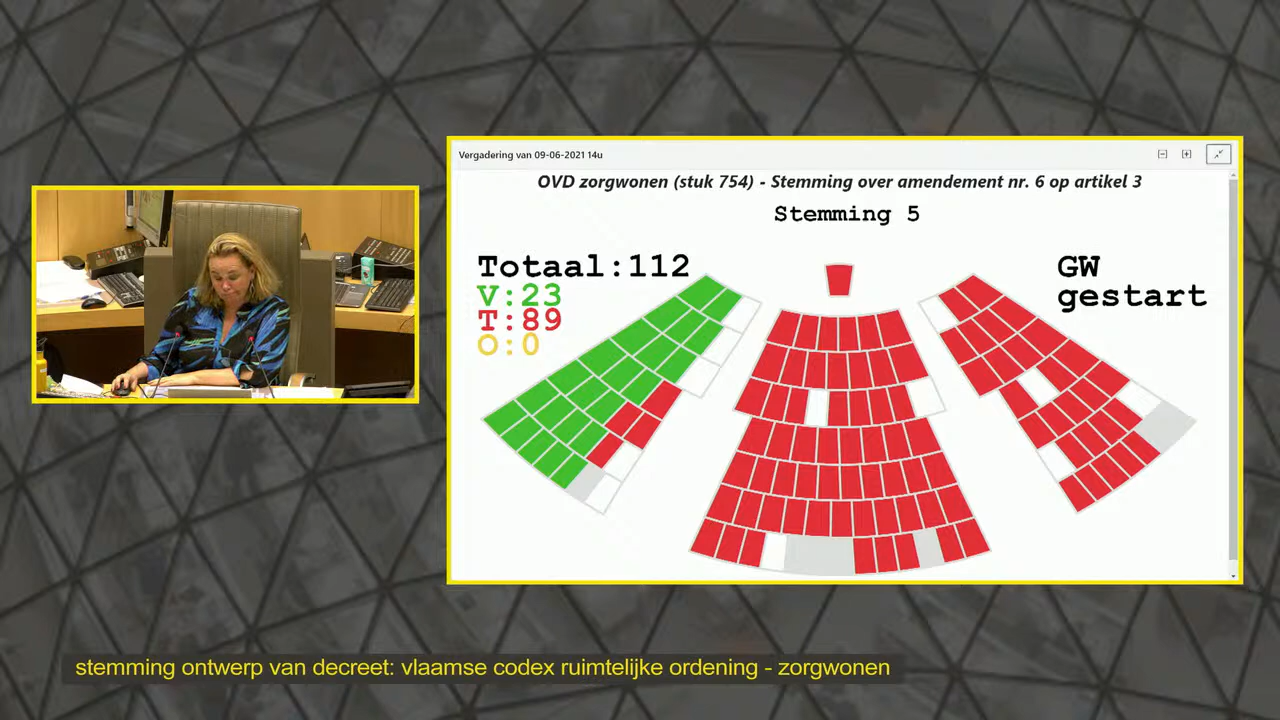 Vergadering van 09-06-2021 14u
OVD zorgwonen (stuk 754) - Stemming over amendement nr. 6 op artikel 3
Stemming 5
Totaal:112
V:23
T:89
O:0
GW
gestart
stemming ontwerp van decreet: vlaamse codex ruimtelijke ordening - zorgwonen